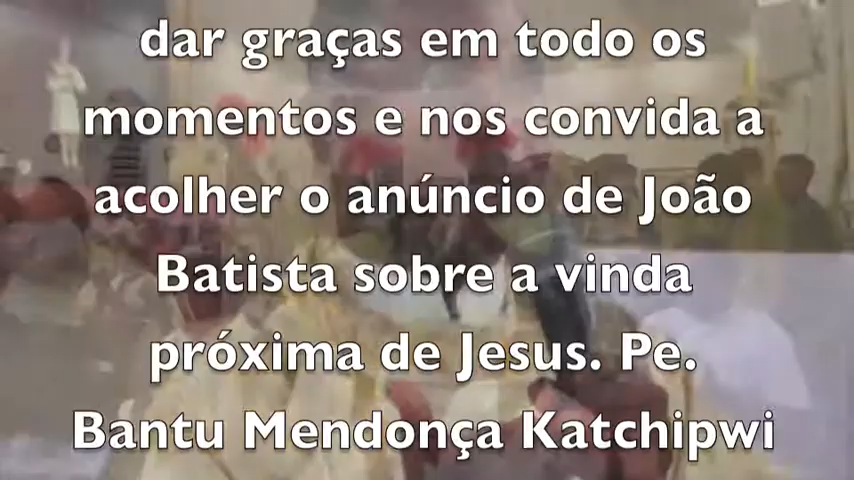 dar graças em todo os
momentos e nos convida a
acolher o anúncio de João
Batista sobre a vinda
próxima de Jesus. Pe.
Bantu Mendonça Katchipwi